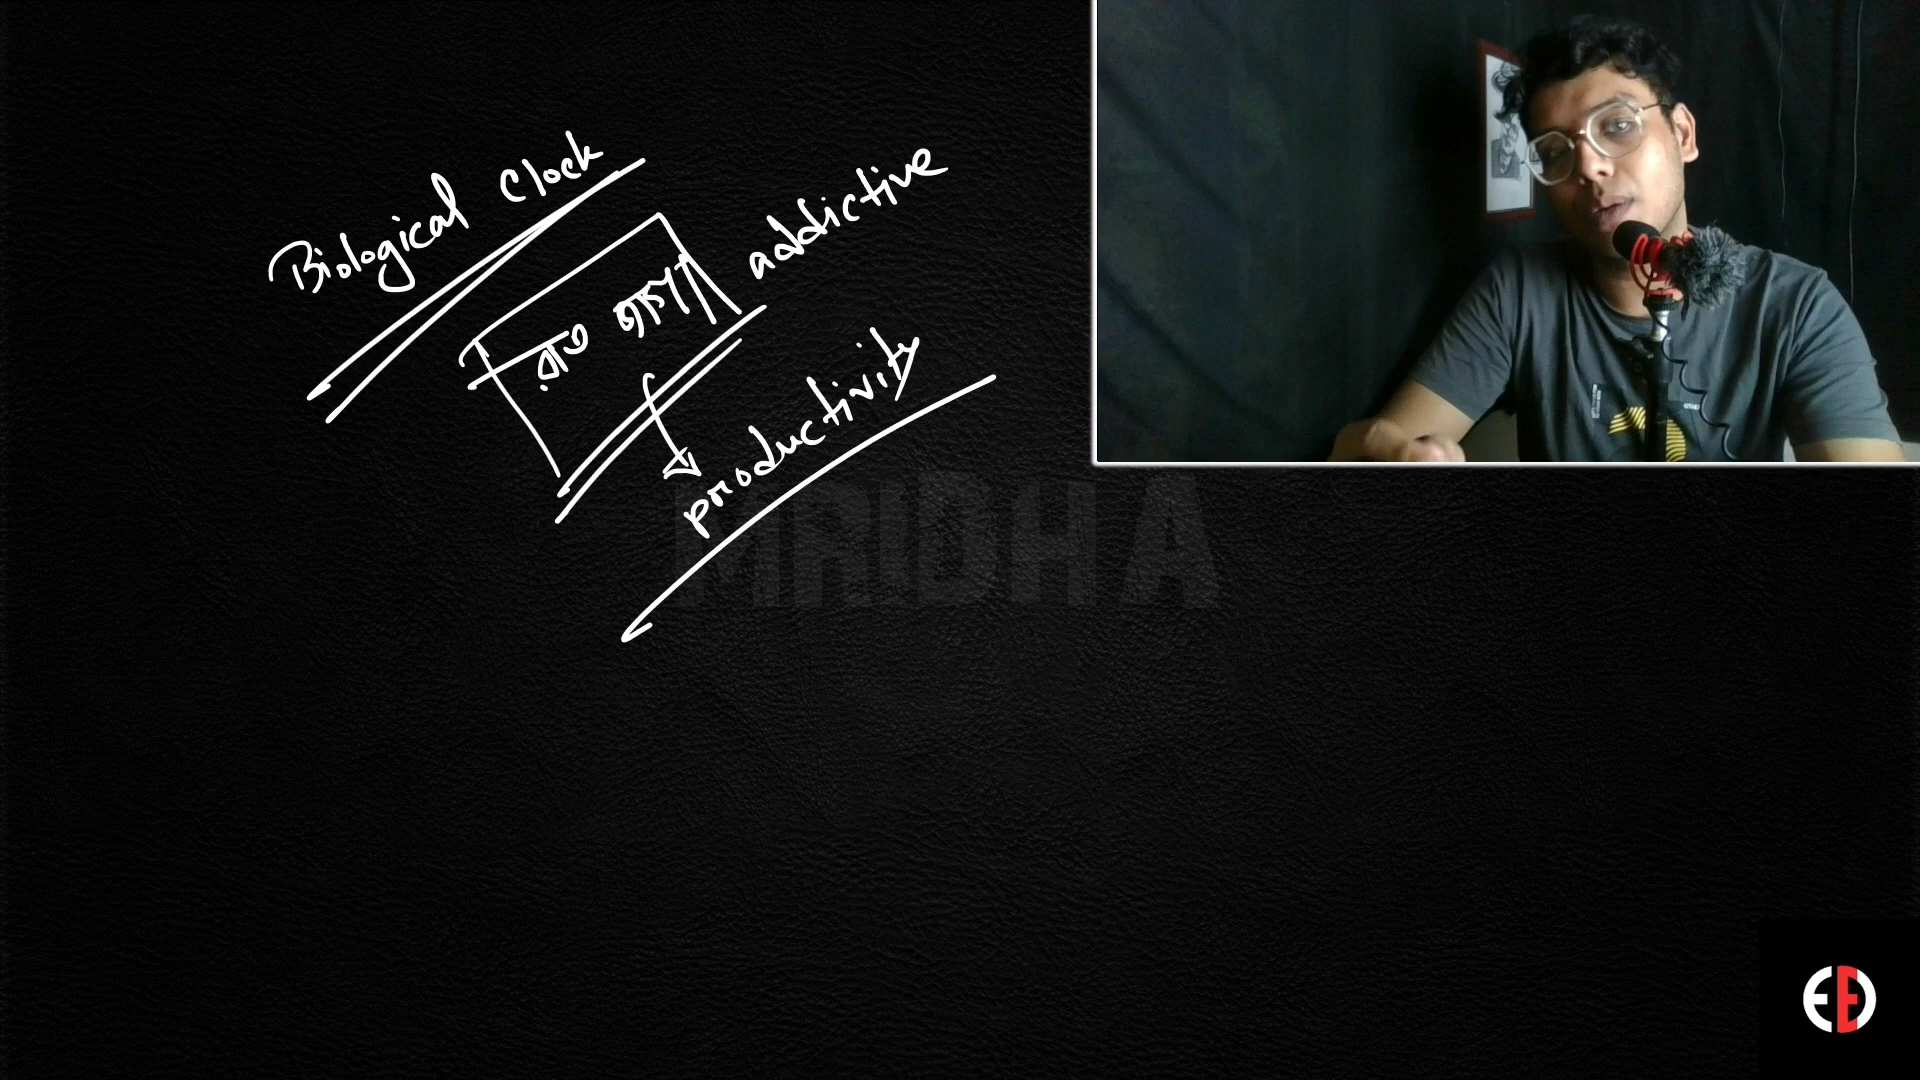 Biological clock
রাত জাগা
addictive
productivity
MRIDHA